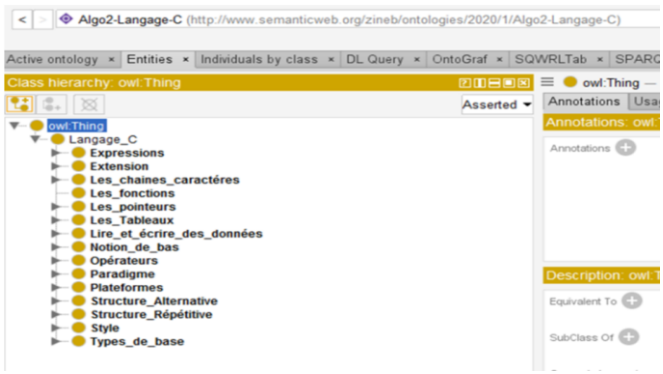 < > Algo2-Langage-C (http://www.semanticweb.org/zineb/ontologies/2020/1/Algo2-Langage-C)
Active ontology × Entities × Individuals by class × DL Query × OntoGraf × SQWRLTab × SPARQ
Class hierarchy: owl:Thing
Asserted
owl:Thing
Langage_C
Expressions
Extension
Les_chaines_caractéres
Les_fonctions
Les_pointeurs
Les_Tableaux
Lire_et_écrire_des_données
Notion_de_bas
Opérateurs
Paradigme
Plateformes
Structure_Alternative
Structure_Répétitive
Style
Types_de_base
owl:Thing —
Annotations Usa
Annotations: owl:
Annotations
Description: owl:T
Equivalent To
SubClass Of